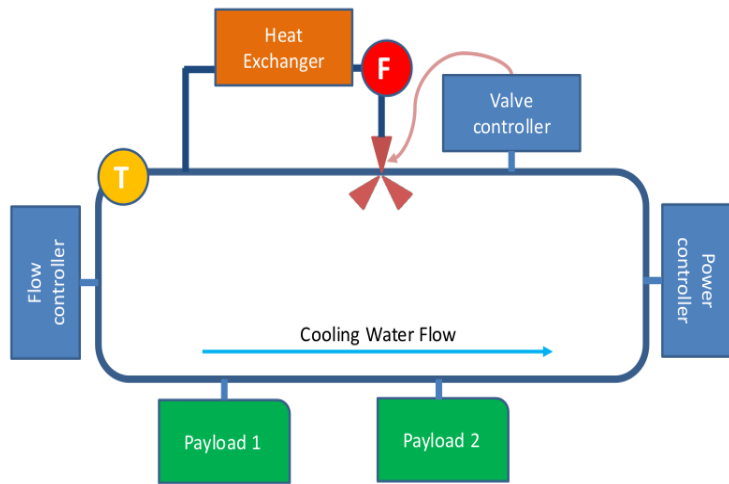 Heat
Exchanger
F
Valve
controller
T
Flow
controller
Power
controller
Cooling Water Flow
Payload 1
Payload 2